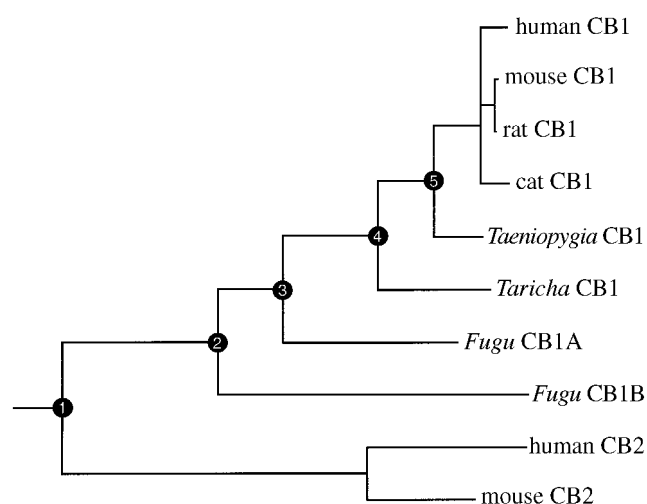 human CB1
mouse CB1
rat CB1
cat CB1
5
Taeniopygia CB1
4
Taricha CB1
3
Fugu CB1A
2
Fugu CB1B
1
human CB2
mouse CB2